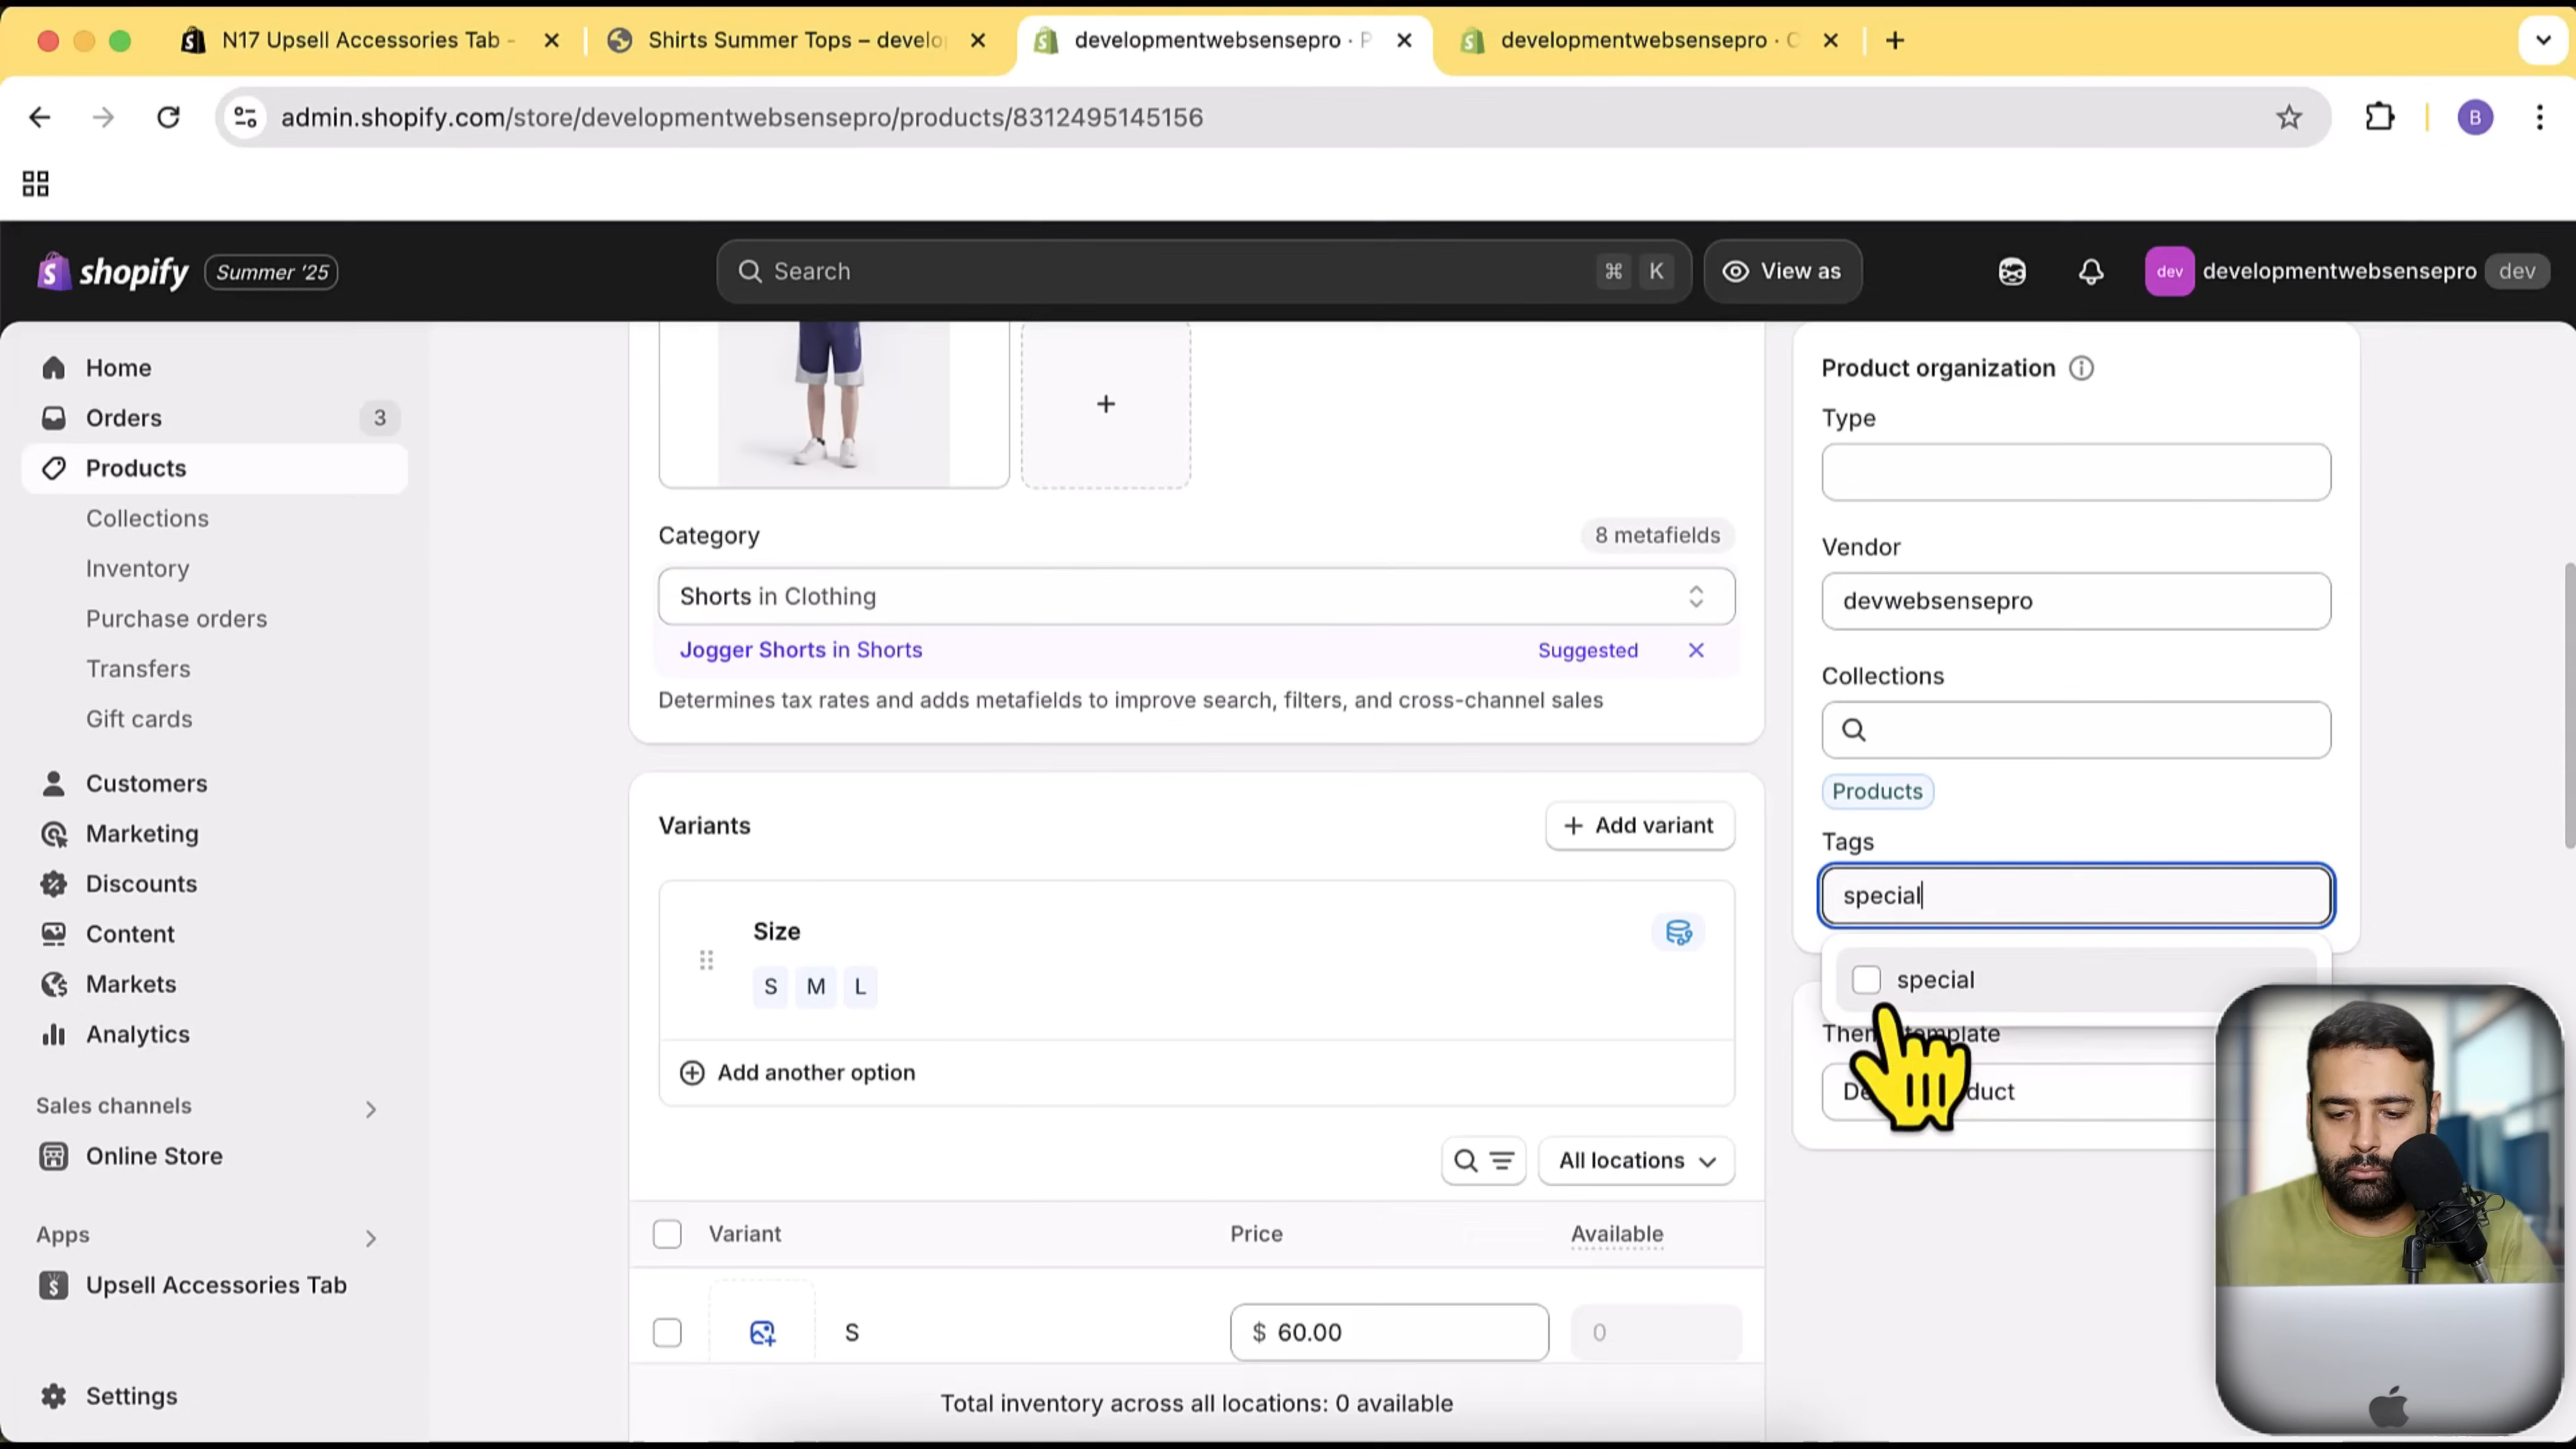 N17 Upsell Accessories Tab -
Shirts Summer Tops – develo
developmentwebsensepro · P
developmentwebsensepro · C
admin.shopify.com/store/developmentwebsensepro/products/8312495145156
B
shopify
Summer '25
Search
⌘ K
View as
dev
developmentwebsensepro
dev
Home
Orders
3
Products
Collections
Inventory
Purchase orders
Transfers
Gift cards
Customers
Marketing
Discounts
Content
Markets
Analytics
Sales channels
Online Store
Apps
Upsell Accessories Tab
Settings
Category
8 metafields
Shorts in Clothing
Jogger Shorts in Shorts
Suggested
Determines tax rates and adds metafields to improve search, filters, and cross-channel sales
Variants
+ Add variant
Size
S M L
Add another option
All locations
Variant
Price
Available
S
$ 60.00
0
Total inventory across all locations: 0 available
Product organization
Type
Vendor
devwebsensepro
Collections
Products
Tags
special
special